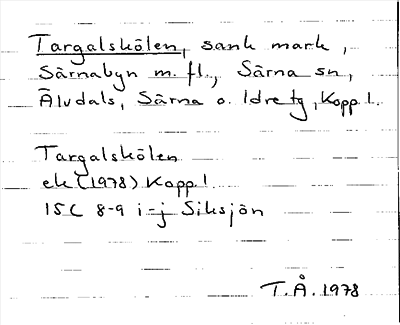 Targalskölen, sank mark,
Särnabyn m. fl., Särna sn,
Älvdals, Särna o. Idre tg, Kopp l.
Targalskölen
ek (1978) Kopp l
15C 8-9 i-j Siksjön
T.Å. 1978